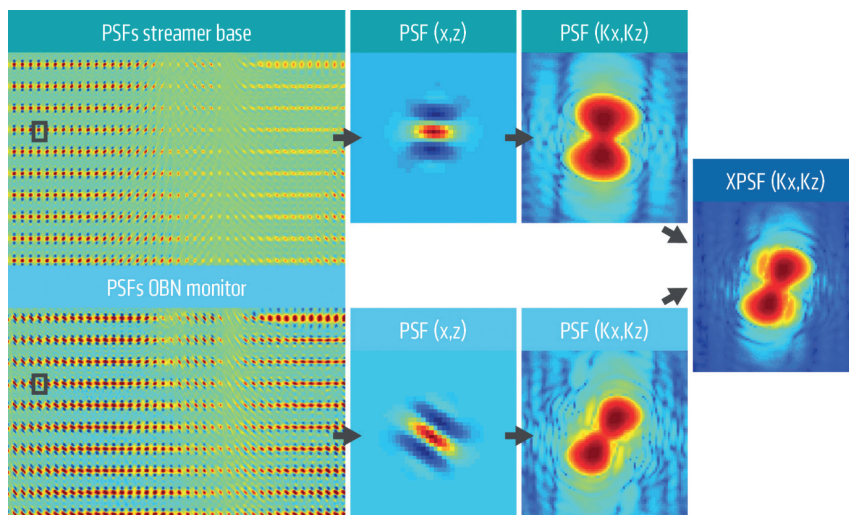 PSFs streamer base
PSF (x,z)
PSF (Kx,Kz)
XPSF (Kx,Kz)
PSFs OBN monitor
PSF (x,z)
PSF (Kx,Kz)